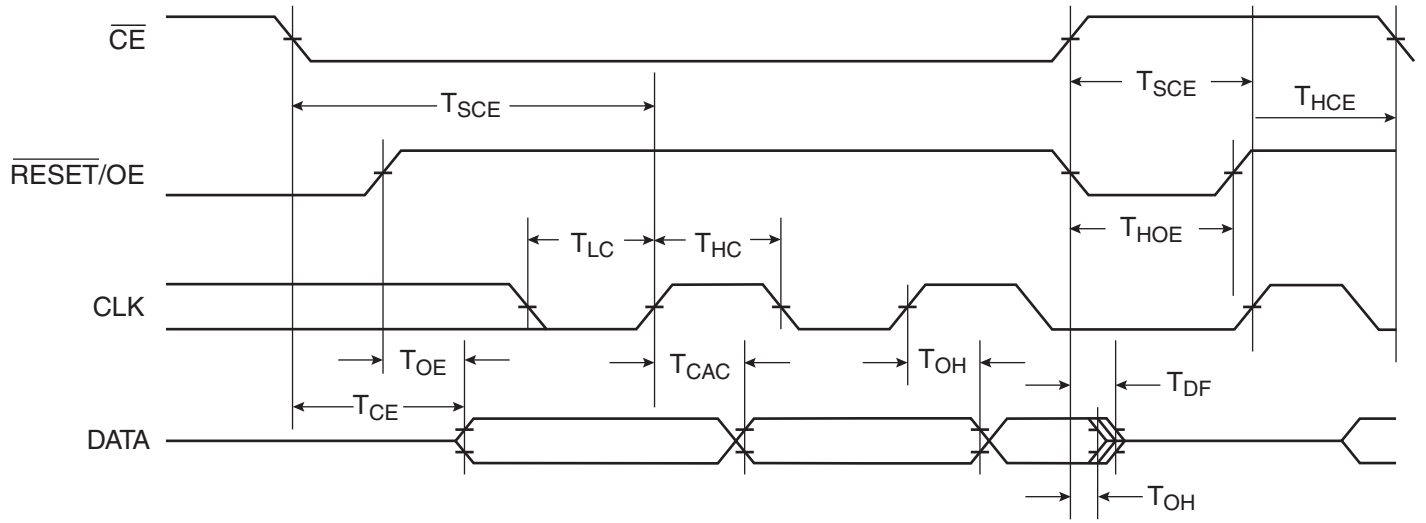 CE
T_SCE
T_SCE
T_HCE
RESET/OE
T_LC
T_HC
T_HOE
CLK
T_OE
T_CAC
T_OH
T_DF
T_CE
DATA
T_OH